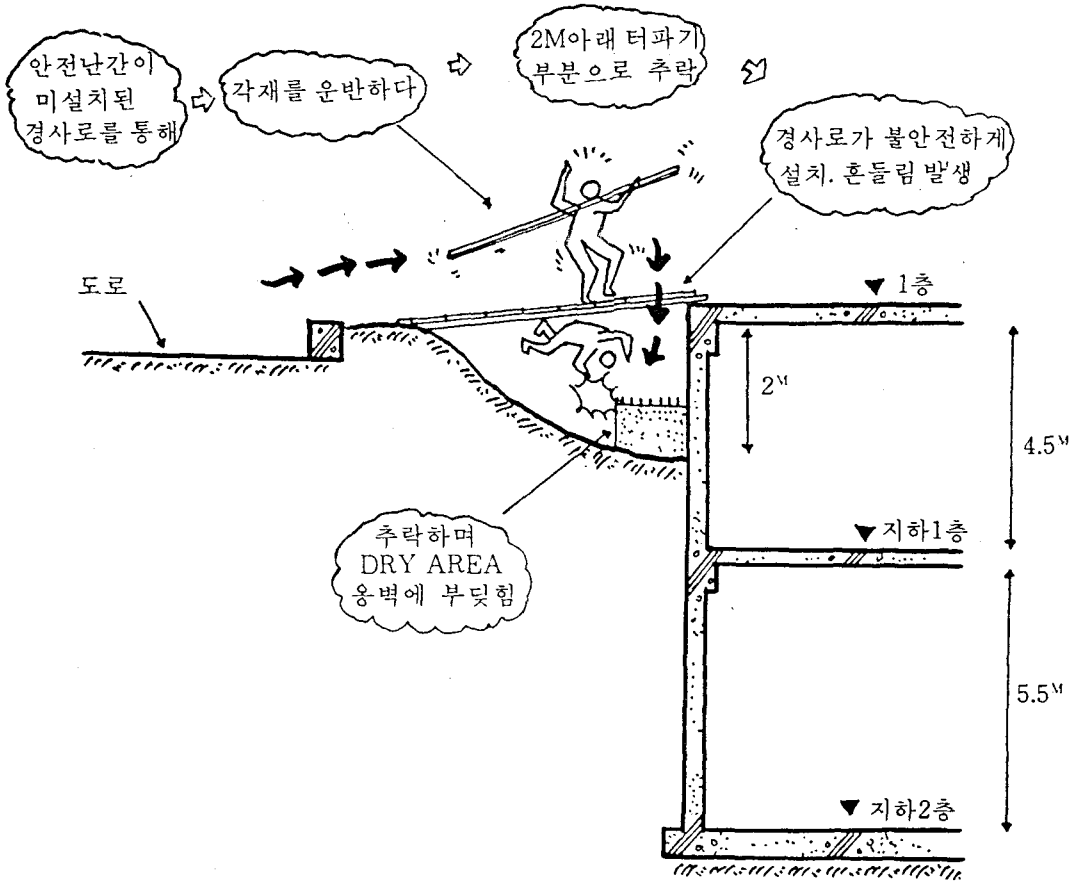 안전난간이
미설치된
경사로를 통해
각재를 운반하다
2M아래 터파기
부분으로 추락
경사로가 불안전하게
설치. 흔들림 발생
도로
1층
2M
4.5M
지하1층
추락하며
DRY AREA
옹벽에 부딪힘
5.5M
지하2층